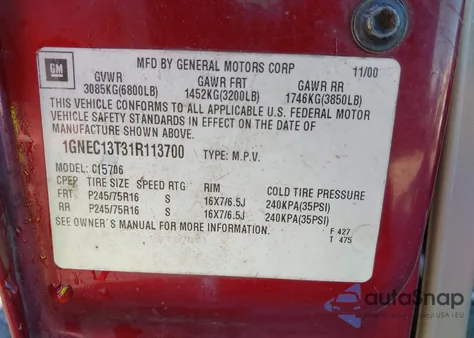 GM
MFD BY GENERAL MOTORS CORP 11/00
GVWR GAWR FRT GAWR RR
3085KG(6800LB) 1452KG(3200LB) 1746KG(3850LB)
THIS VEHICLE CONFORMS TO ALL APPLICABLE U.S. FEDERAL MOTOR
VEHICLE SAFETY STANDARDS IN EFFECT ON THE DATE OF
MANUFACTURE SHOWN ABOVE.
1GNEC13T31R113700 TYPE: M.P.V.
MODEL: C15706
TIRE SIZE SPEED RTG RIM COLD TIRE PRESSURE
FRT P245/75R16 S 16X7/6.5J 240KPA(35PSI)
RR P245/75R16 S 16X7/6.5J 240KPA(35PSI)
SEE OWNER'S MANUAL FOR MORE INFORMATION.
F 427
T 475
autoSnap
USA - EU